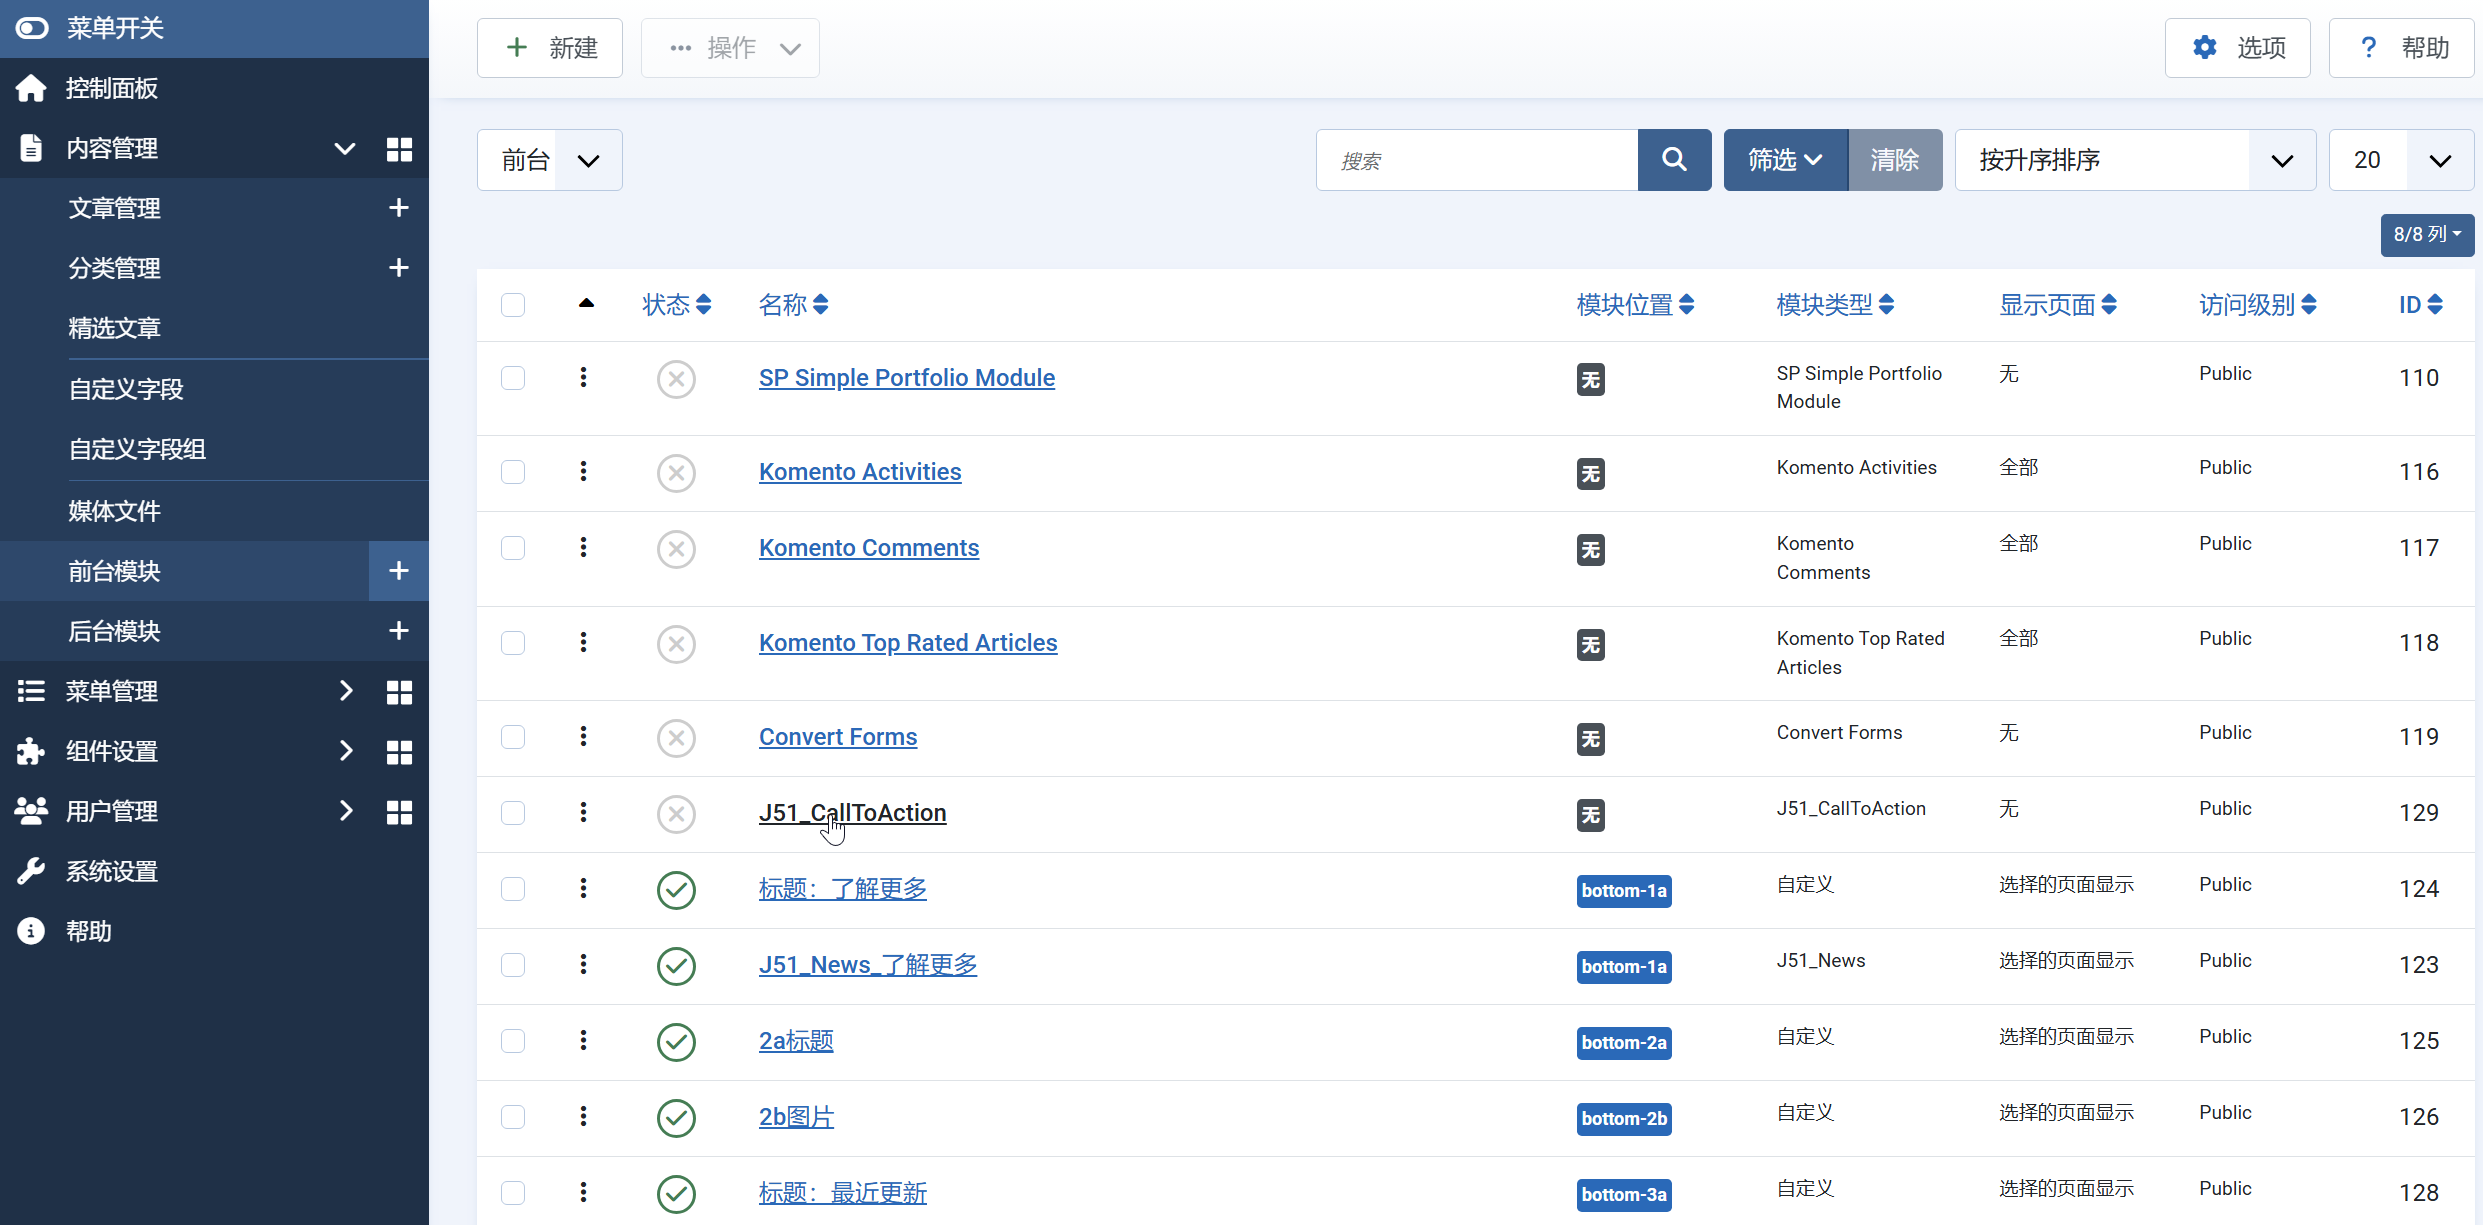 菜单开关
控制面板
内容管理
文章管理
分类管理
精选文章
自定义字段
自定义字段组
媒体文件
前台模块
后台模块
菜单管理
组件设置
用户管理
系统设置
帮助
新建 操作 选项 帮助
前台 搜索 筛选 清除 按升序排序 20
8/8 列
状态 名称 模块位置 模块类型 显示页面 访问级别 ID
SP Simple Portfolio Module 无 SP Simple Portfolio Module 无 Public 110
Komento Activities 无 Komento Activities 全部 Public 116
Komento Comments 无 Komento Comments 全部 Public 117
Komento Top Rated Articles 无 Komento Top Rated Articles 全部 Public 118
Convert Forms 无 Convert Forms 无 Public 119
J51_CallToAction 无 J51_CallToAction 无 Public 129
标题：了解更多 bottom-1a 自定义 选择的页面显示 Public 124
J51_News_了解更多 bottom-1a J51_News 选择的页面显示 Public 123
2a标题 bottom-2a 自定义 选择的页面显示 Public 125
2b图片 bottom-2b 自定义 选择的页面显示 Public 126
标题：最近更新 bottom-3a 自定义 选择的页面显示 Public 128